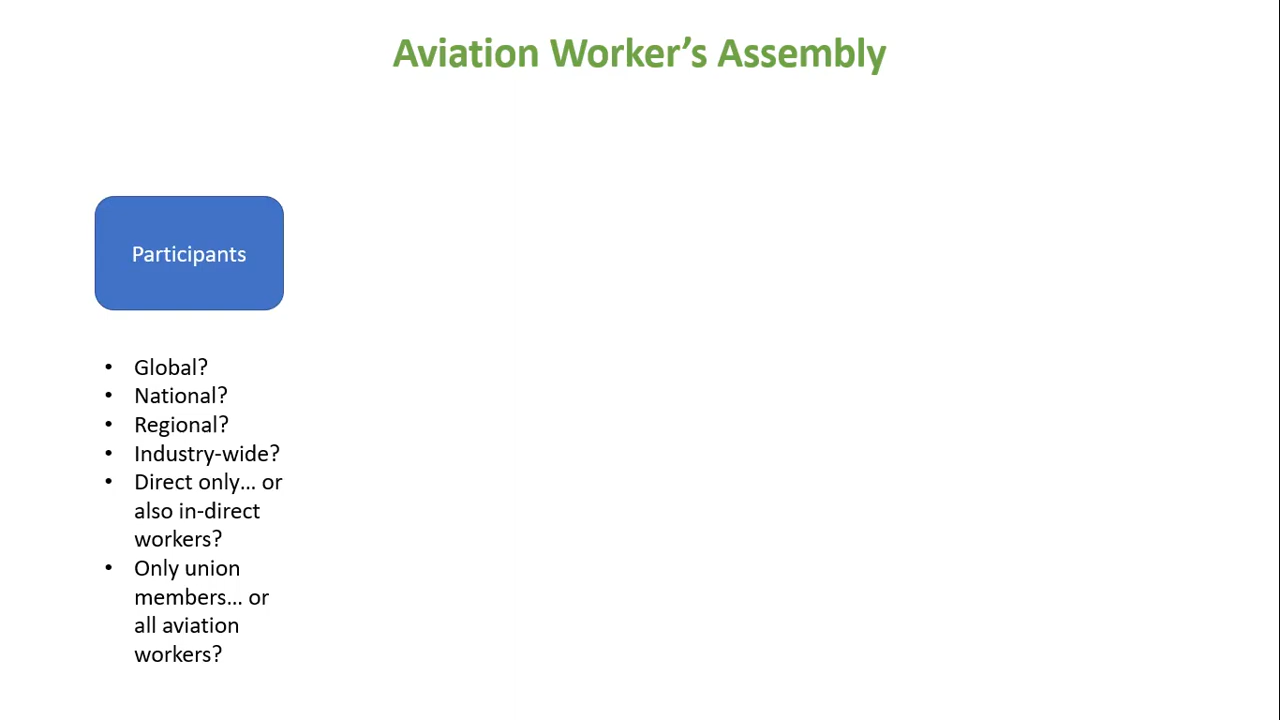 Aviation Worker’s Assembly
Participants
• Global?
• National?
• Regional?
• Industry-wide?
• Direct only... or
also in-direct
workers?
• Only union
members... or
all aviation
workers?